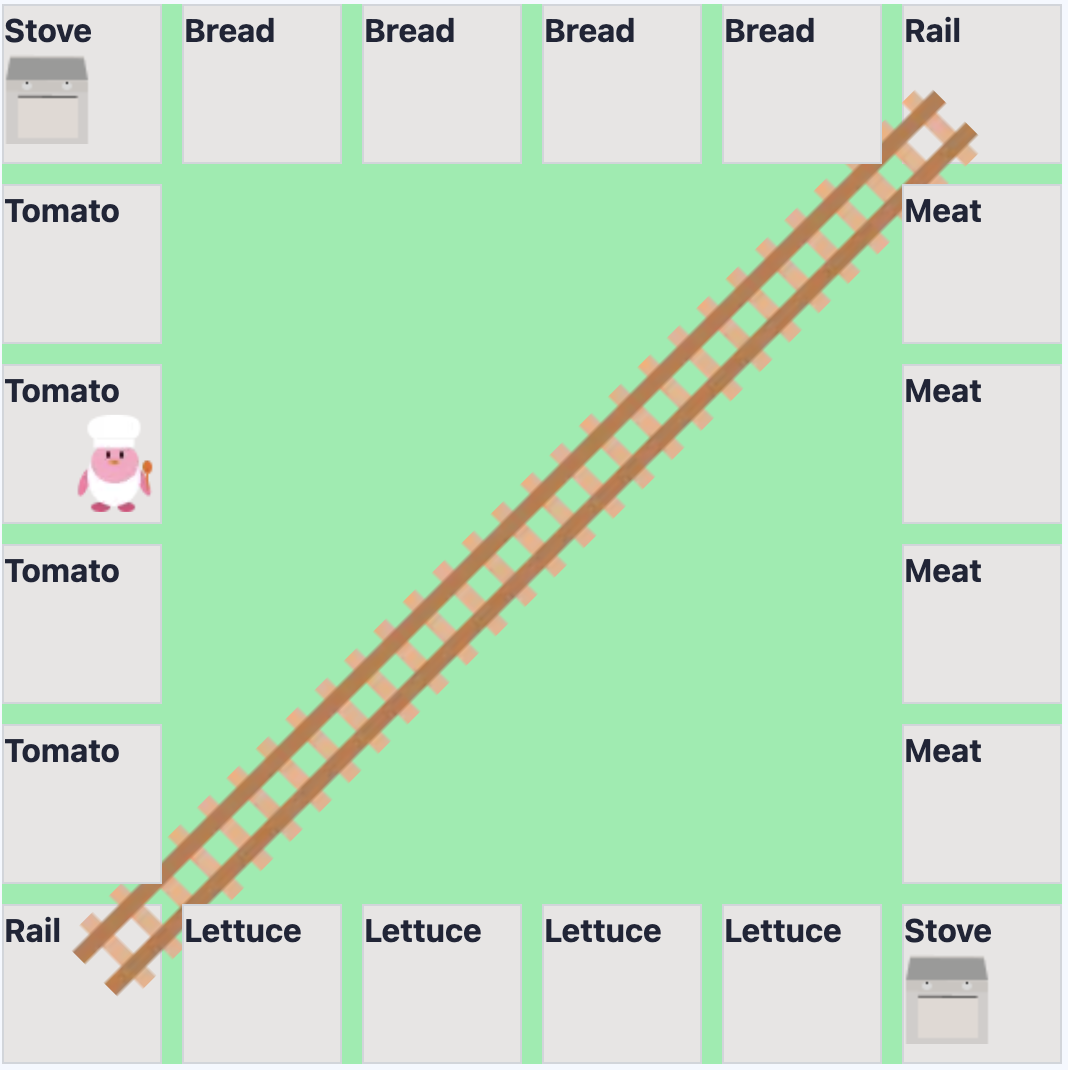 Stove
Bread
Bread
Bread
Bread
Rail
Tomato
Meat
Tomato
Meat
Tomato
Meat
Tomato
Meat
Rail
Lettuce
Lettuce
Lettuce
Lettuce
Stove